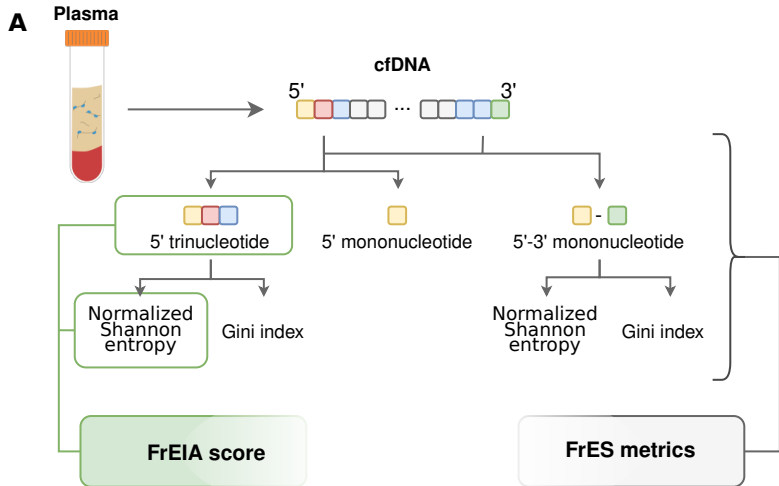 A
Plasma
cfDNA
5'
3'
...
5' trinucleotide
5' mononucleotide
-
5'-3' mononucleotide
Normalized
Shannon
entropy
Gini index
Normalized
Shannon
entropy
Gini index
FrEIA score
FrES metrics